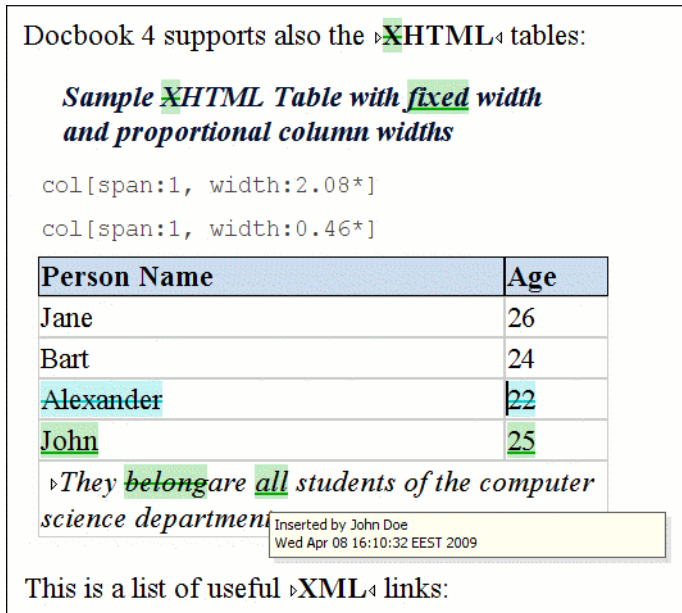 Docbook 4 supports also the ▹XHTML◃ tables:
Sample XHTML Table with fixed width
and proportional column widths
col[span:1, width:2.08*]
col[span:1, width:0.46*]
Person Name Age
Jane 26
Bart 24
Alexander 22
John 25
▹They belongare all students of the computer
science department
Inserted by John Doe
Wed Apr 08 16:10:32 EEST 2009
This is a list of useful ▹XML◃ links: